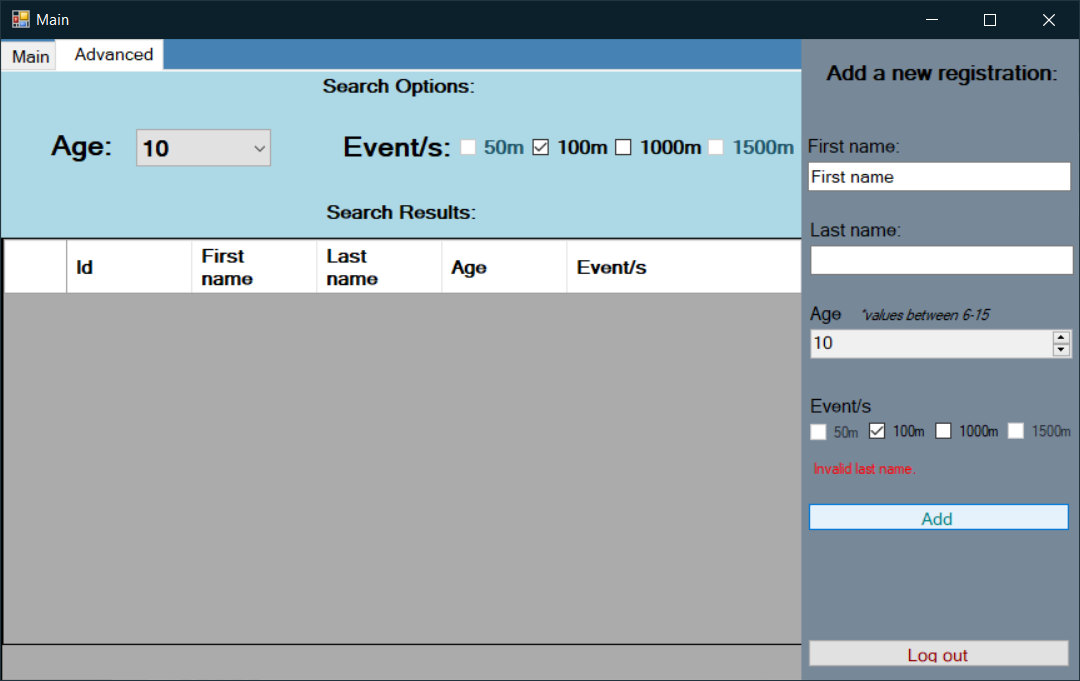 Main
Main Advanced
Search Options:
Age: 10 Event/s: 50m 100m 1000m 1500m
Search Results:
Id First name Last name Age Event/s
Add a new registration:
First name:
First name
Last name:
Age *values between 6-15
10
Event/s
50m 100m 1000m 1500m
Invalid last name.
Add
Log out